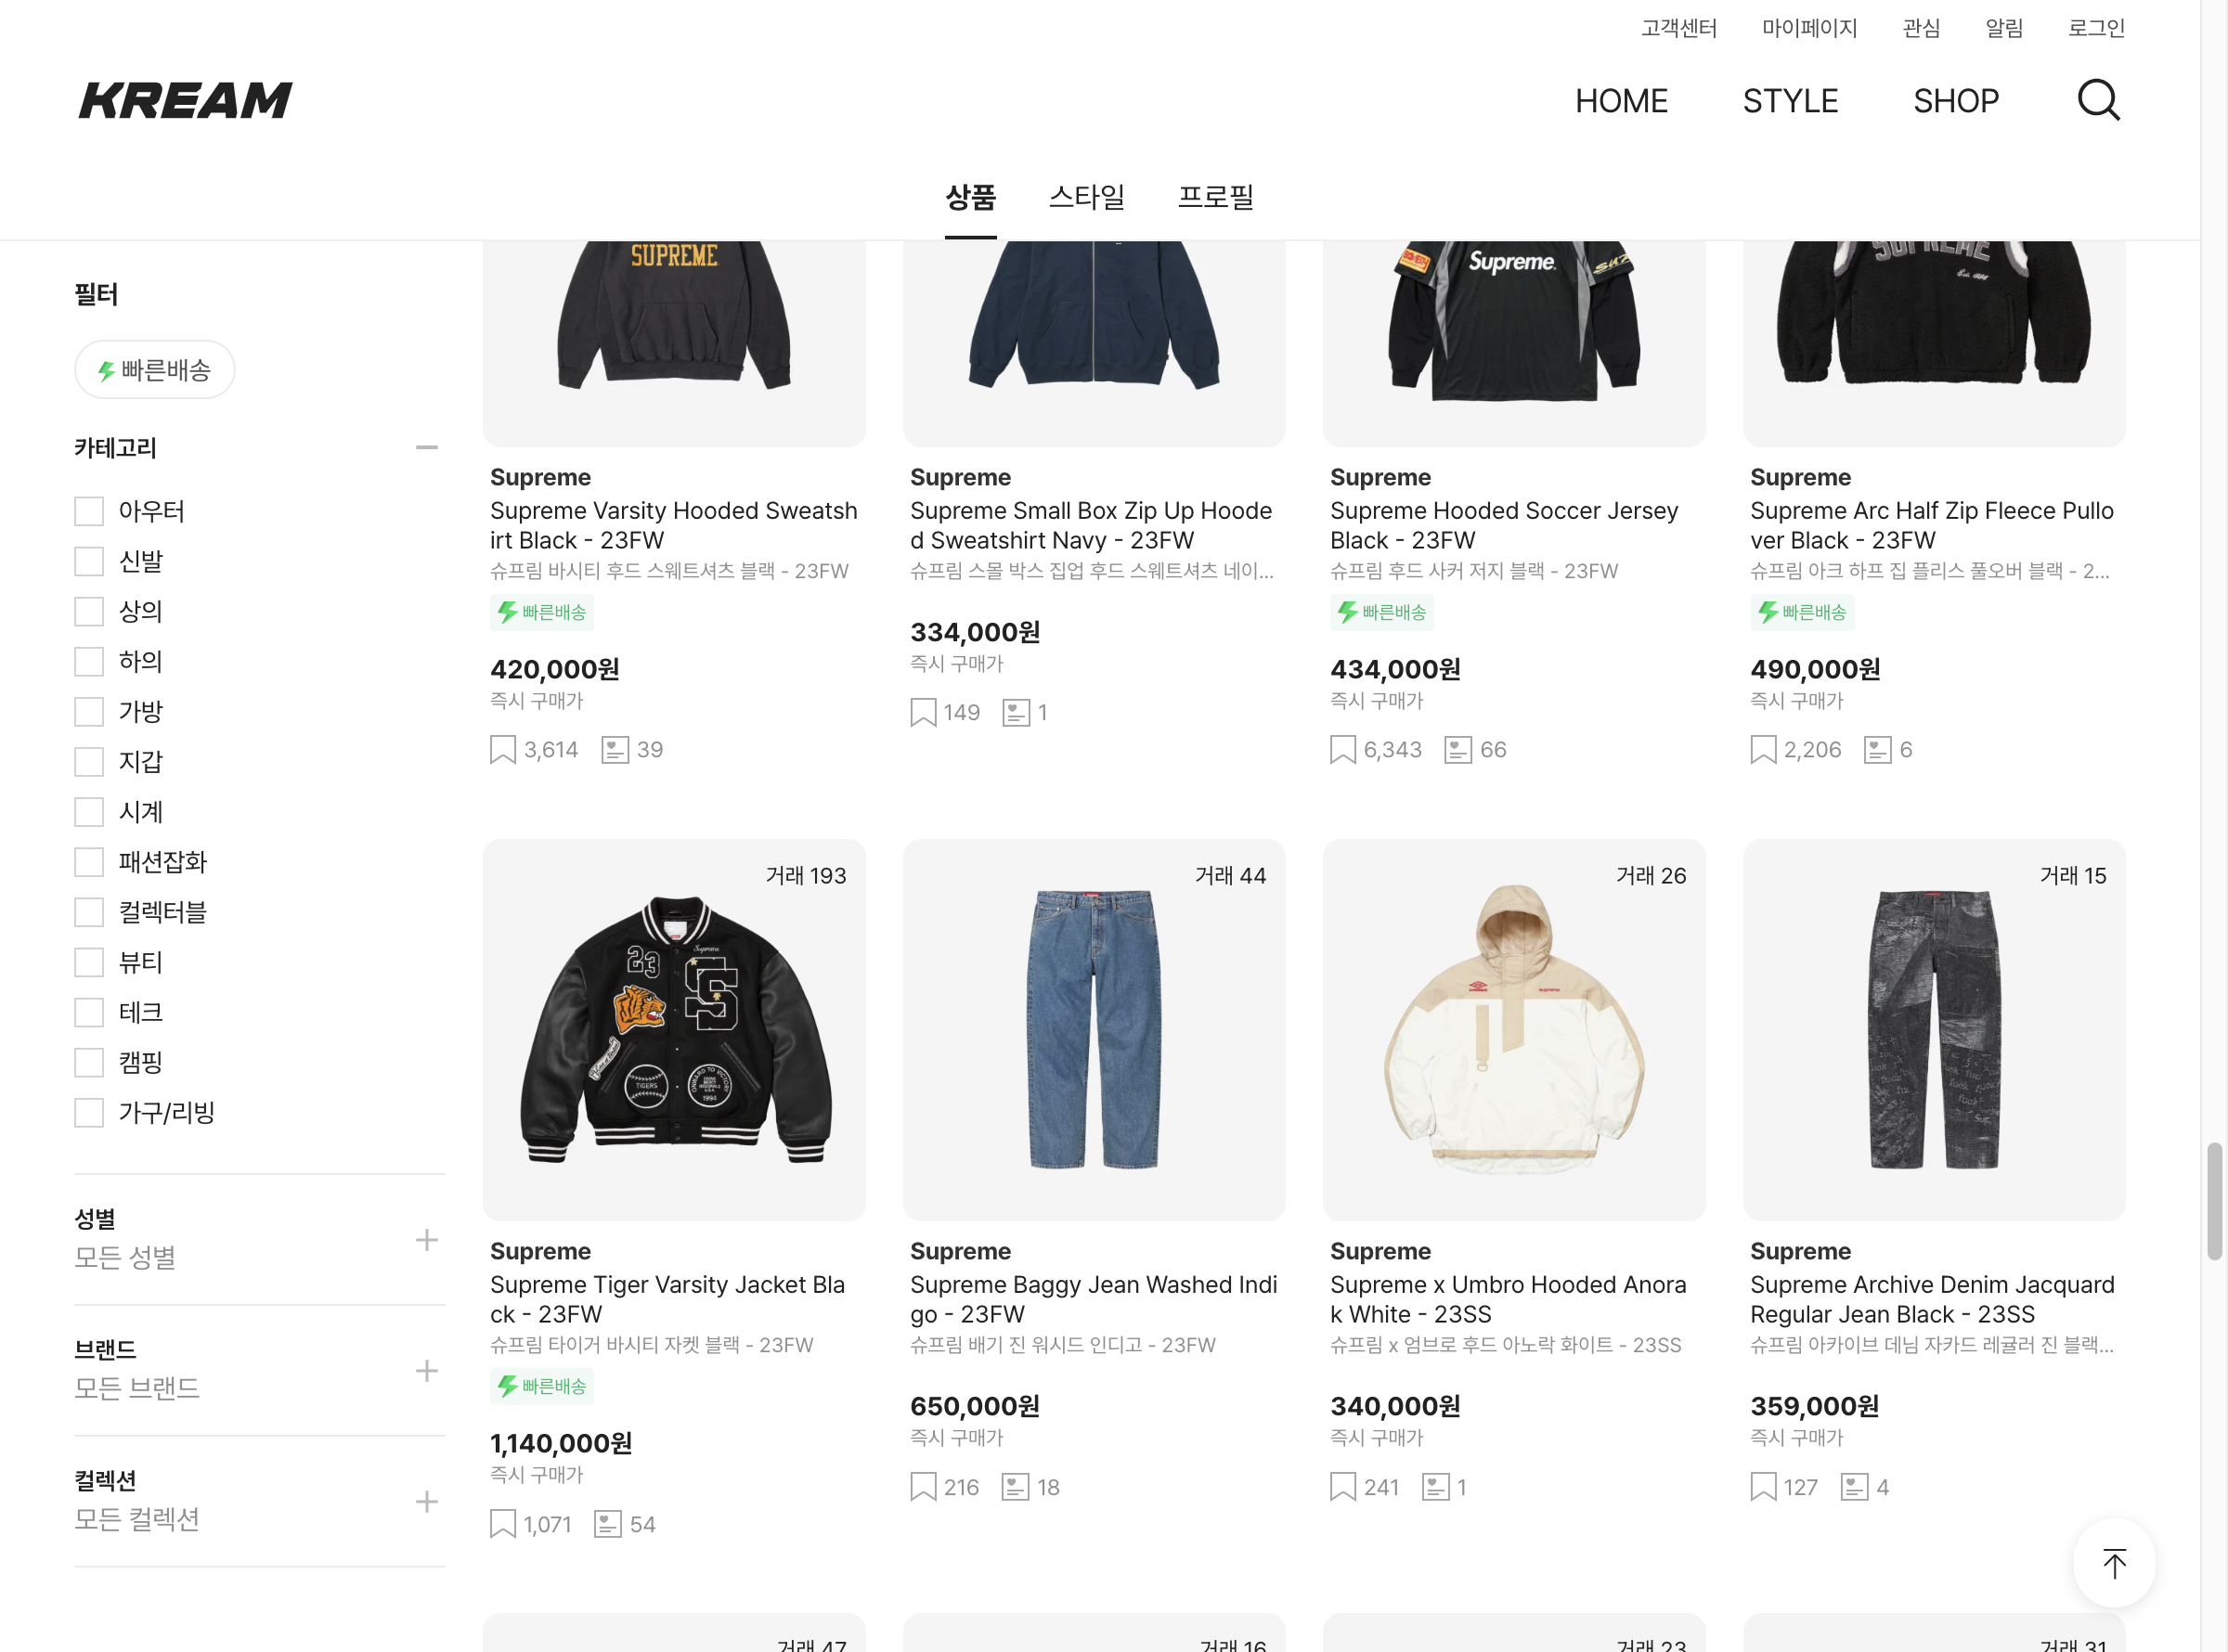 고객센터 마이페이지 관심 알림 로그인
KREAM
HOME STYLE SHOP
상품 스타일 프로필
필터
빠른배송
카테고리
아우터
신발
상의
하의
가방
지갑
시계
패션잡화
컬렉터블
뷰티
테크
캠핑
가구/리빙
성별
모든 성별
브랜드
모든 브랜드
컬렉션
모든 컬렉션
SUPREME
Supreme
Supreme Varsity Hooded Sweatsh
irt Black - 23FW
슈프림 바시티 후드 스웨트셔츠 블랙 - 23FW
빠른배송
420,000원
즉시 구매가
3,614 39
Supreme
Supreme Small Box Zip Up Hoode
d Sweatshirt Navy - 23FW
슈프림 스몰 박스 집업 후드 스웨트셔츠 네이...
334,000원
즉시 구매가
149 1
Supreme.
Supreme
Supreme Hooded Soccer Jersey
Black - 23FW
슈프림 후드 사커 저지 블랙 - 23FW
빠른배송
434,000원
즉시 구매가
6,343 66
SUPREME
Supreme
Supreme Arc Half Zip Fleece Pullo
ver Black - 23FW
슈프림 아크 하프 집 플리스 풀오버 블랙 - 2...
빠른배송
490,000원
즉시 구매가
2,206 6
거래 193
Supreme
23
S
TIGERS
ONWARD TO VICTORY
1994
Supreme
Supreme Tiger Varsity Jacket Bla
ck - 23FW
슈프림 타이거 바시티 자켓 블랙 - 23FW
빠른배송
1,140,000원
즉시 구매가
1,071 54
거래 44
Supreme
Supreme Baggy Jean Washed Indi
go - 23FW
슈프림 배기 진 워시드 인디고 - 23FW
650,000원
즉시 구매가
216 18
거래 26
Supreme
Supreme x Umbro Hooded Anora
k White - 23SS
슈프림 x 엄브로 후드 아노락 화이트 - 23SS
340,000원
즉시 구매가
241 1
거래 15
Supreme
Supreme Archive Denim Jacquard
Regular Jean Black - 23SS
슈프림 아카이브 데님 자카드 레귤러 진 블랙...
359,000원
즉시 구매가
127 4
거래 47
거래 16
거래 23
거래 31